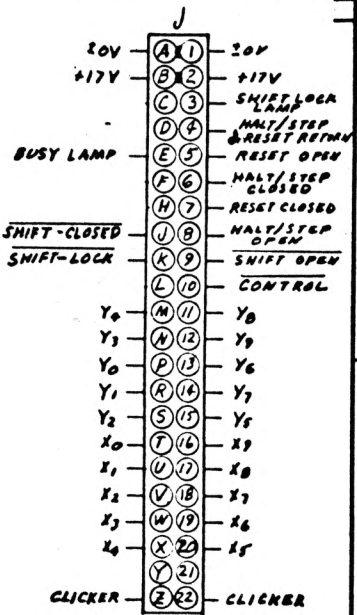 J
±0V A 1 ±0V
+17V B 2 +17V
C 3 SHIFT LOCK LAMP
D 4 HALT/STEP & RESET RETURN
BUSY LAMP E 5 RESET OPEN
F 6 HALT/STEP CLOSED
H 7 RESET CLOSED
SHIFT-CLOSED J 8 HALT/STEP OPEN
SHIFT-LOCK K 9 SHIFT OPEN
L 10 CONTROL
Y4 M 11 Y8
Y3 N 12 Y9
Y0 P 13 Y6
Y1 R 14 Y7
Y2 S 15 Y5
X0 T 16 X9
X1 U 17 X8
X2 V 18 X7
X3 W 19 X6
X4 X 20 X5
Y 21
CLICKER Z 22 CLICKER